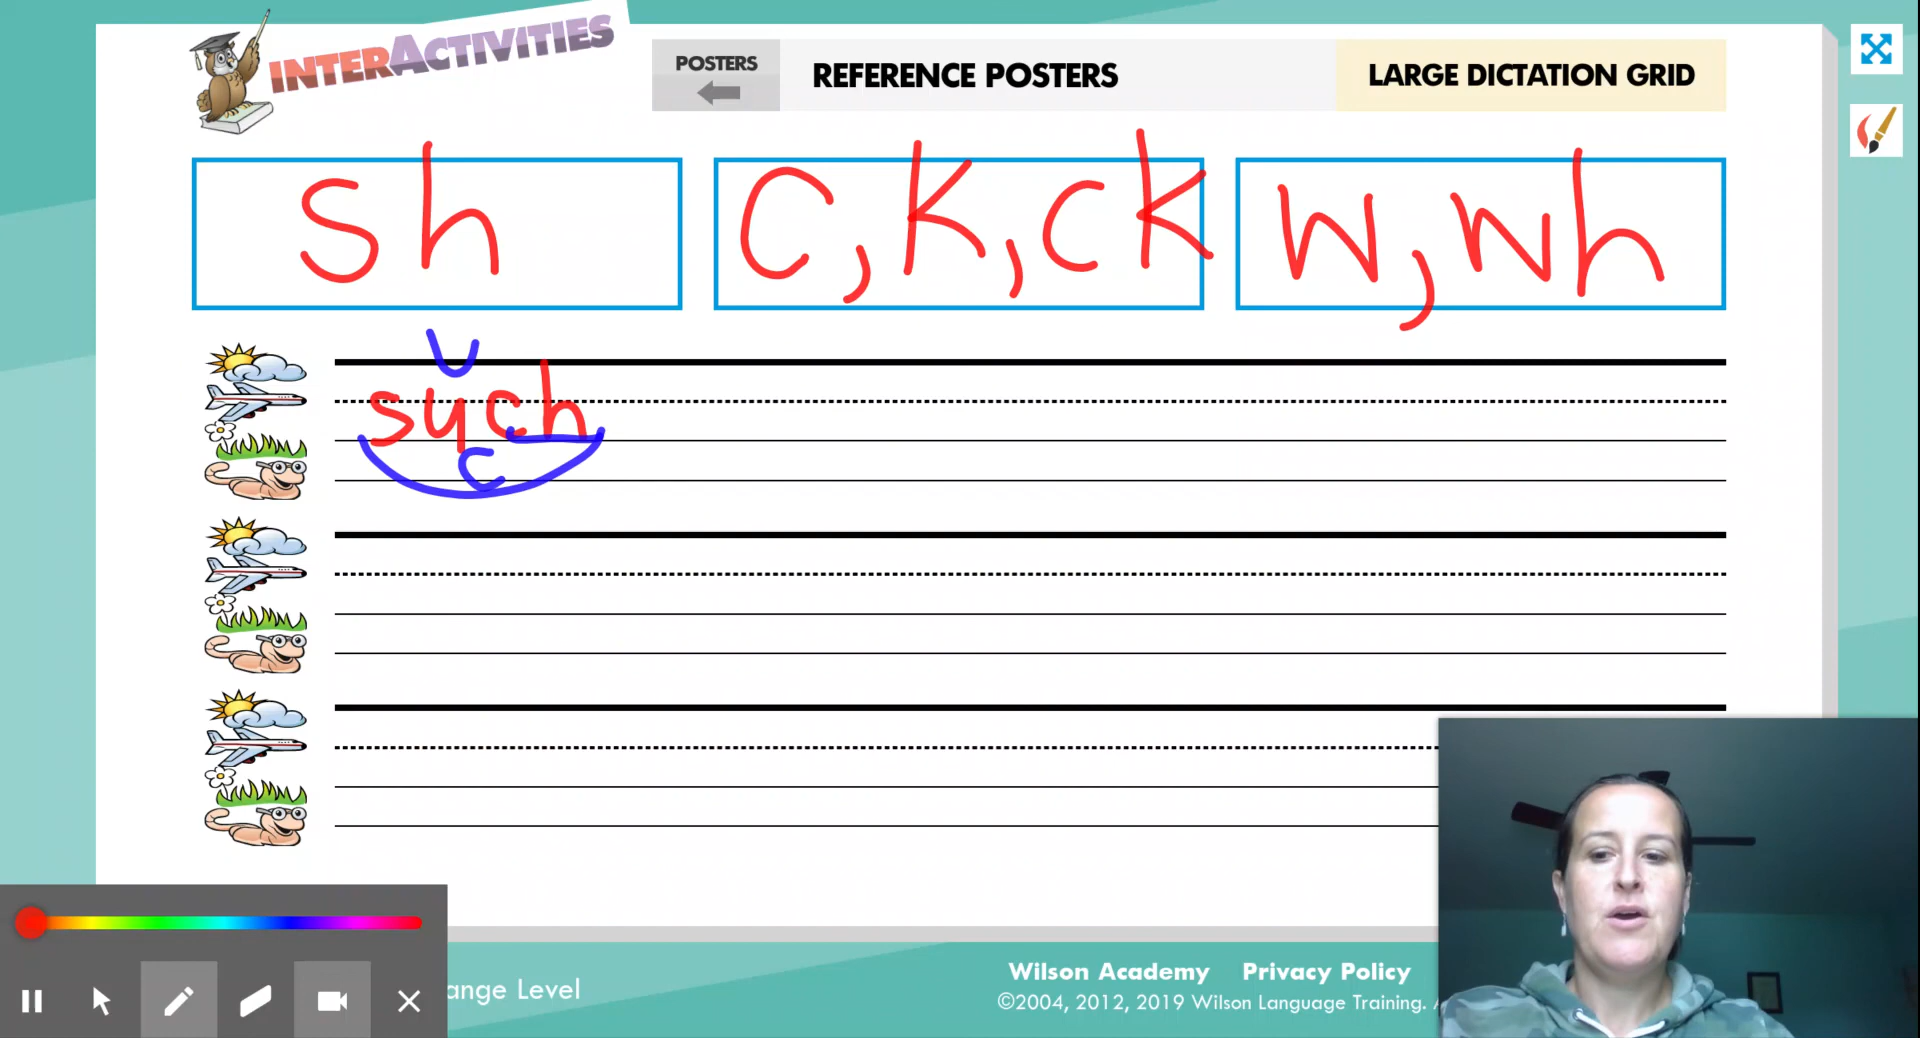 INTERACTIVITIES
POSTERS
REFERENCE POSTERS
LARGE DICTATION GRID
sh
c, k, ck
w, wh
such
c
ange Level
Wilson Academy Privacy Policy
©2004, 2012, 2019 Wilson Language Training.